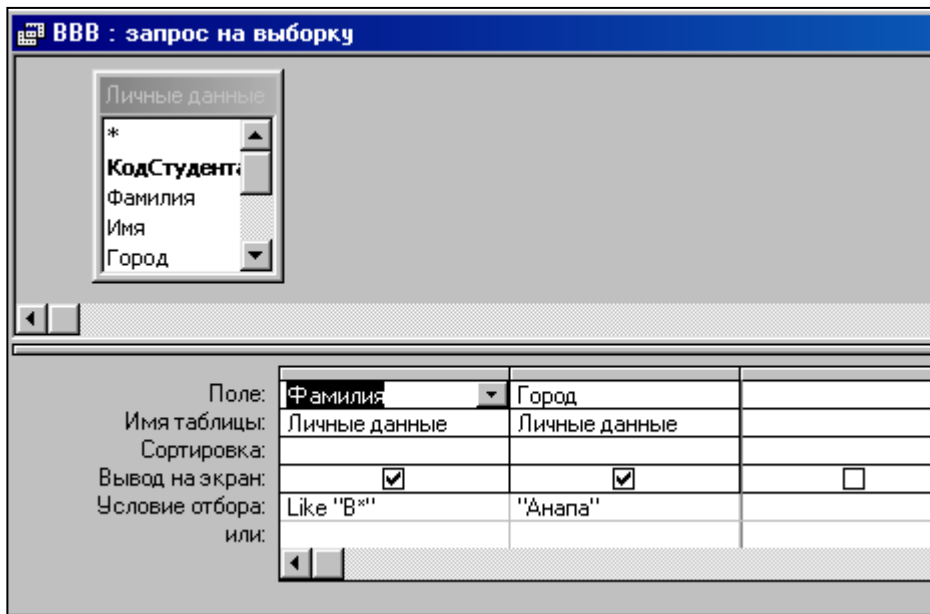 ВВВ : запрос на выборку
Личные данные
*
КодСтудента
Фамилия
Имя
Город
Поле: Фамилия Город
Имя таблицы: Личные данные Личные данные
Сортировка:
Вывод на экран:
Условие отбора: Like "В*" "Анапа"
или: